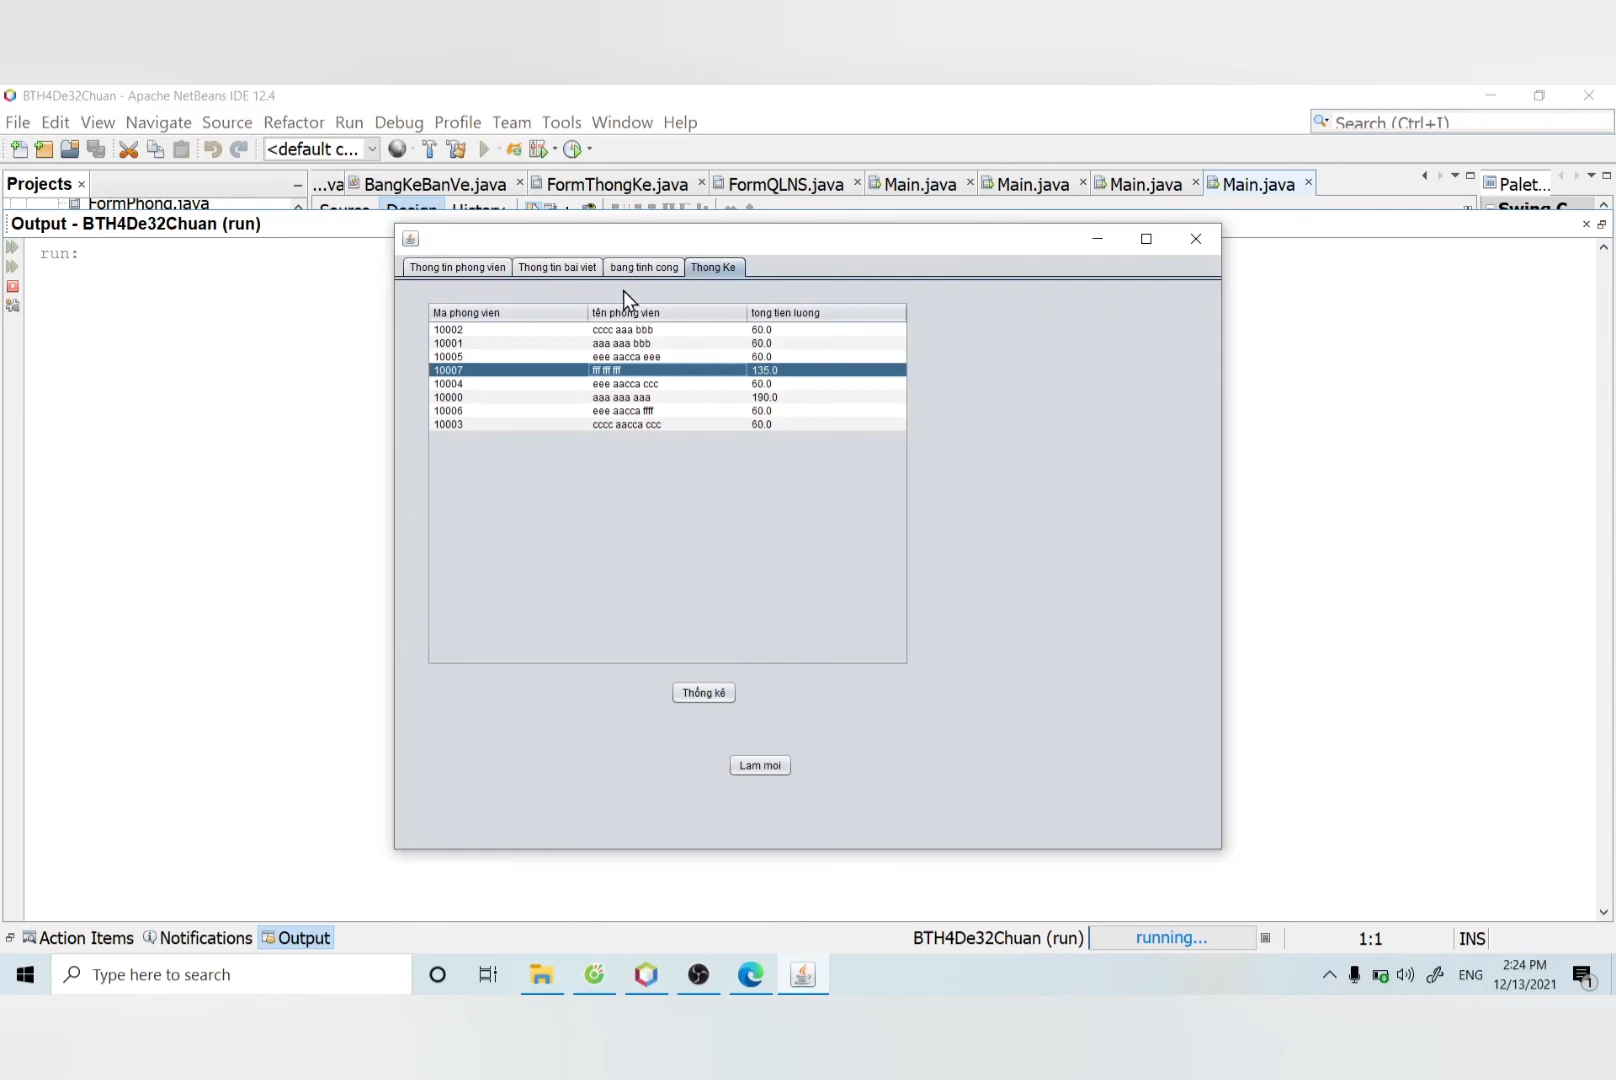 BTH4De32Chuan - Apache NetBeans IDE 12.4
File Edit View Navigate Source Refactor Run Debug Profile Team Tools Window Help
Search (Ctrl+I)
<default c...
Projects
...va BangKeBanVe.java FormThongKe.java FormQLNS.java Main.java Main.java Main.java Main.java
Palet...
FormPhong.java
Source Design History
Swing C
Output - BTH4De32Chuan (run)
run:
Thong tin phong vien Thong tin bai viet bang tinh cong Thong Ke
Ma phong vien tên phong vien tong tien luong
10002 cccc aaa bbb 60.0
10001 aaa aaa bbb 60.0
10005 eee aacca eee 60.0
10007 fff fff fff 135.0
10004 eee aacca ccc 60.0
10000 aaa aaa aaa 190.0
10006 eee aacca ffff 60.0
10003 cccc aacca ccc 60.0
Thống kê
Lam moi
Action Items Notifications Output
BTH4De32Chuan (run) running... 1:1 INS
Type here to search
ENG
2:24 PM
12/13/2021
1